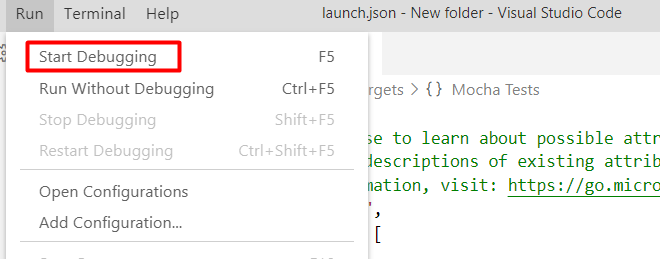 Run Terminal Help launch.json - New folder - Visual Studio Code
Start Debugging F5
Run Without Debugging Ctrl+F5
rgets > {} Mocha Tests
Stop Debugging Shift+F5
Restart Debugging Ctrl+Shift+F5
se to learn about possible attr
descriptions of existing attrib
mation, visit: https://go.micro
",
[
Open Configurations
Add Configuration...